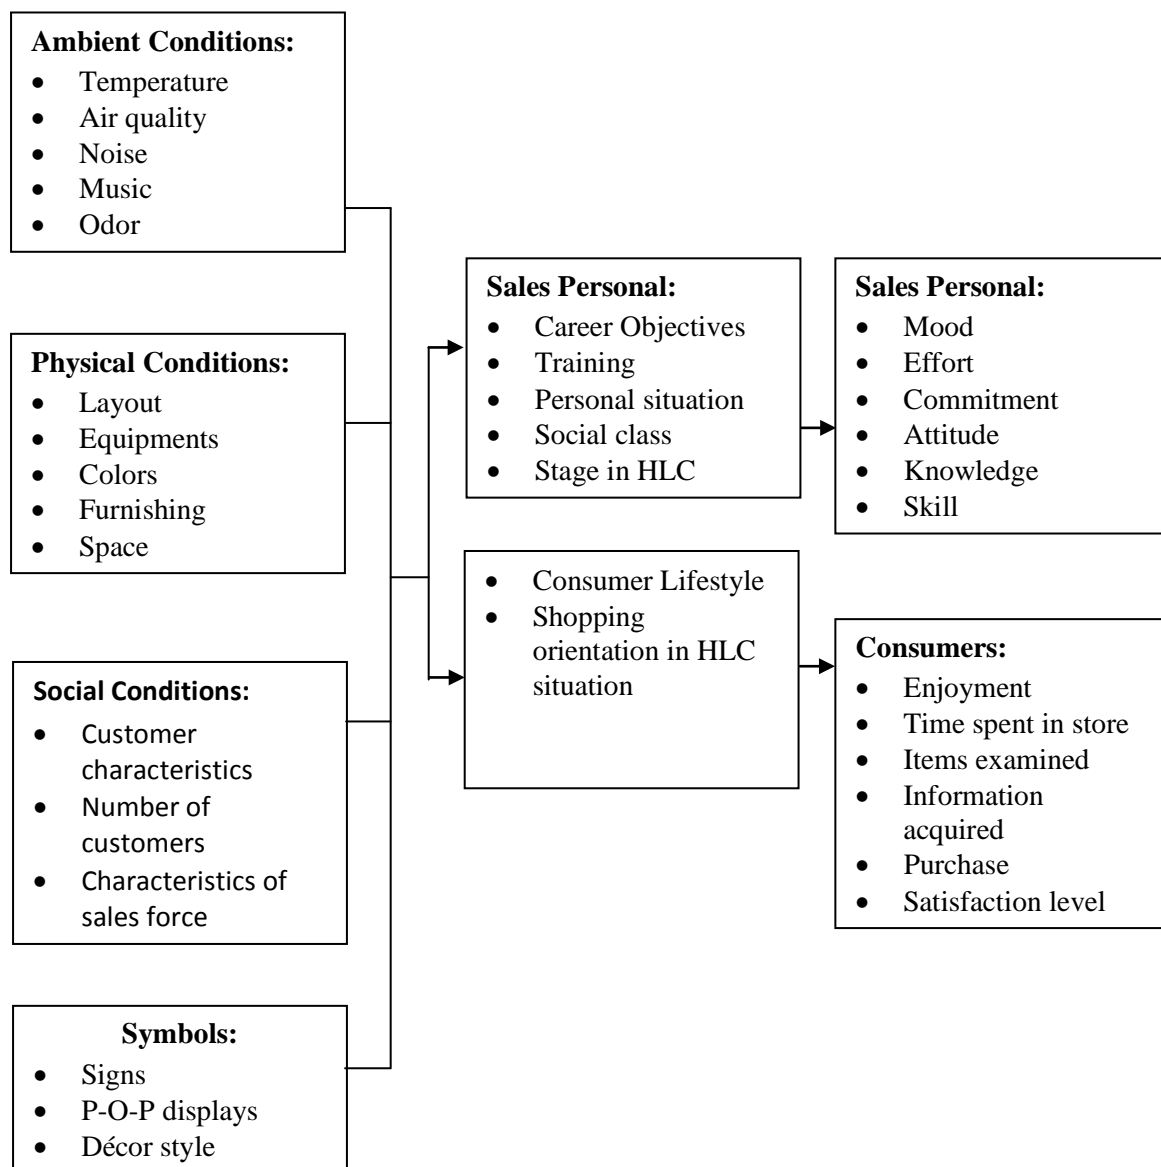 Ambient Conditions:
• Temperature
• Air quality
• Noise
• Music
• Odor
Physical Conditions:
• Layout
• Equipments
• Colors
• Furnishing
• Space
Social Conditions:
• Customer
characteristics
• Number of
customers
• Characteristics of
sales force
Symbols:
• Signs
• P-O-P displays
• Décor style
Sales Personal:
• Career Objectives
• Training
• Personal situation
• Social class
• Stage in HLC
• Consumer Lifestyle
• Shopping
orientation in HLC
situation
Sales Personal:
• Mood
• Effort
• Commitment
• Attitude
• Knowledge
• Skill
Consumers:
• Enjoyment
• Time spent in store
• Items examined
• Information
acquired
• Purchase
• Satisfaction level